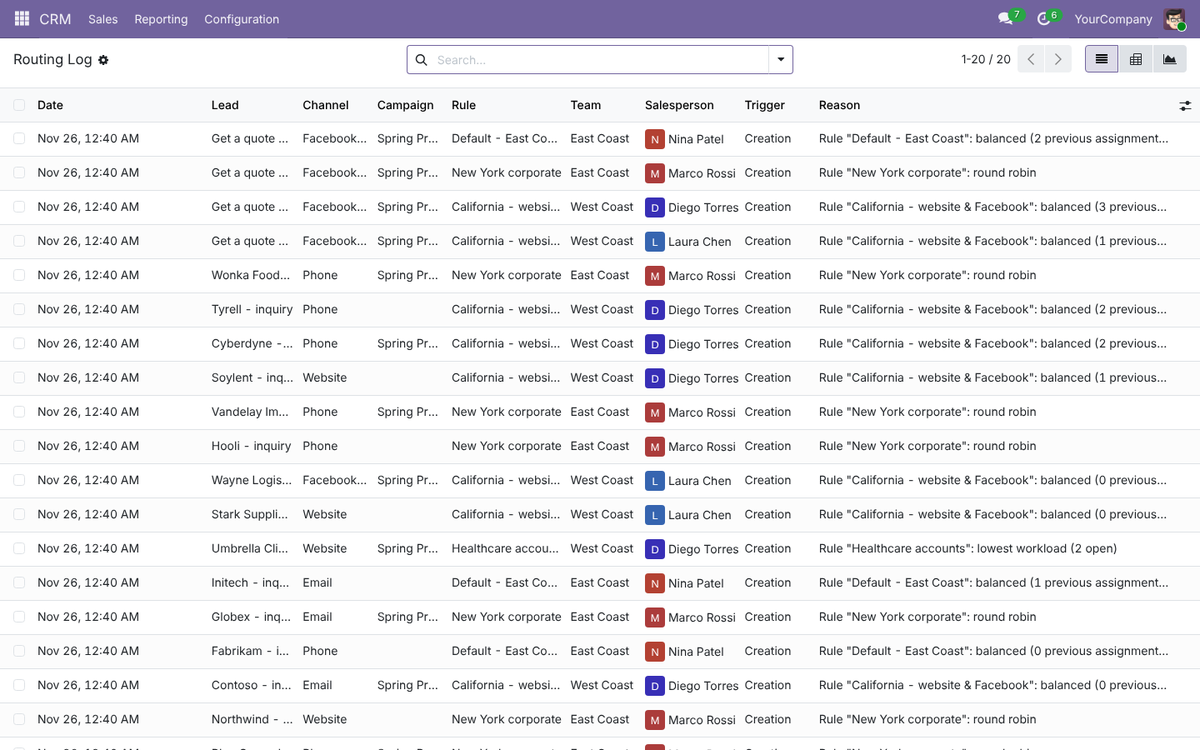 CRM Sales Reporting Configuration 7 6 YourCompany
Routing Log Search... 1-20 / 20
Date Lead Channel Campaign Rule Team Salesperson Trigger Reason
Nov 26, 12:40 AM Get a quote ... Facebook... Spring Pr... Default - East Co... East Coast N Nina Patel Creation Rule "Default - East Coast": balanced (2 previous assignment...
Nov 26, 12:40 AM Get a quote ... Facebook... Spring Pr... New York corporate East Coast M Marco Rossi Creation Rule "New York corporate": round robin
Nov 26, 12:40 AM Get a quote ... Facebook... Spring Pr... California - websi... West Coast D Diego Torres Creation Rule "California - website & Facebook": balanced (3 previous...
Nov 26, 12:40 AM Get a quote ... Facebook... Spring Pr... California - websi... West Coast L Laura Chen Creation Rule "California - website & Facebook": balanced (1 previous...
Nov 26, 12:40 AM Wonka Food... Phone Spring Pr... New York corporate East Coast M Marco Rossi Creation Rule "New York corporate": round robin
Nov 26, 12:40 AM Tyrell - inquiry Phone California - websi... West Coast D Diego Torres Creation Rule "California - website & Facebook": balanced (2 previous...
Nov 26, 12:40 AM Cyberdyne -... Phone Spring Pr... California - websi... West Coast D Diego Torres Creation Rule "California - website & Facebook": balanced (2 previous...
Nov 26, 12:40 AM Soylent - inq... Website California - websi... West Coast D Diego Torres Creation Rule "California - website & Facebook": balanced (1 previous...
Nov 26, 12:40 AM Vandelay Im... Phone Spring Pr... New York corporate East Coast M Marco Rossi Creation Rule "New York corporate": round robin
Nov 26, 12:40 AM Hooli - inquiry Phone New York corporate East Coast M Marco Rossi Creation Rule "New York corporate": round robin
Nov 26, 12:40 AM Wayne Logis... Facebook... Spring Pr... California - websi... West Coast L Laura Chen Creation Rule "California - website & Facebook": balanced (0 previous...
Nov 26, 12:40 AM Stark Suppli... Website California - websi... West Coast L Laura Chen Creation Rule "California - website & Facebook": balanced (0 previous...
Nov 26, 12:40 AM Umbrella Cli... Website Spring Pr... Healthcare accou... West Coast D Diego Torres Creation Rule "Healthcare accounts": lowest workload (2 open)
Nov 26, 12:40 AM Initech - inq... Email Default - East Co... East Coast N Nina Patel Creation Rule "Default - East Coast": balanced (1 previous assignment...
Nov 26, 12:40 AM Globex - inq... Email Spring Pr... New York corporate East Coast M Marco Rossi Creation Rule "New York corporate": round robin
Nov 26, 12:40 AM Fabrikam - i... Phone Default - East Co... East Coast N Nina Patel Creation Rule "Default - East Coast": balanced (0 previous assignment...
Nov 26, 12:40 AM Contoso - in... Email Spring Pr... California - websi... West Coast D Diego Torres Creation Rule "California - website & Facebook": balanced (0 previous...
Nov 26, 12:40 AM Northwind - ... Website New York corporate East Coast M Marco Rossi Creation Rule "New York corporate": round robin